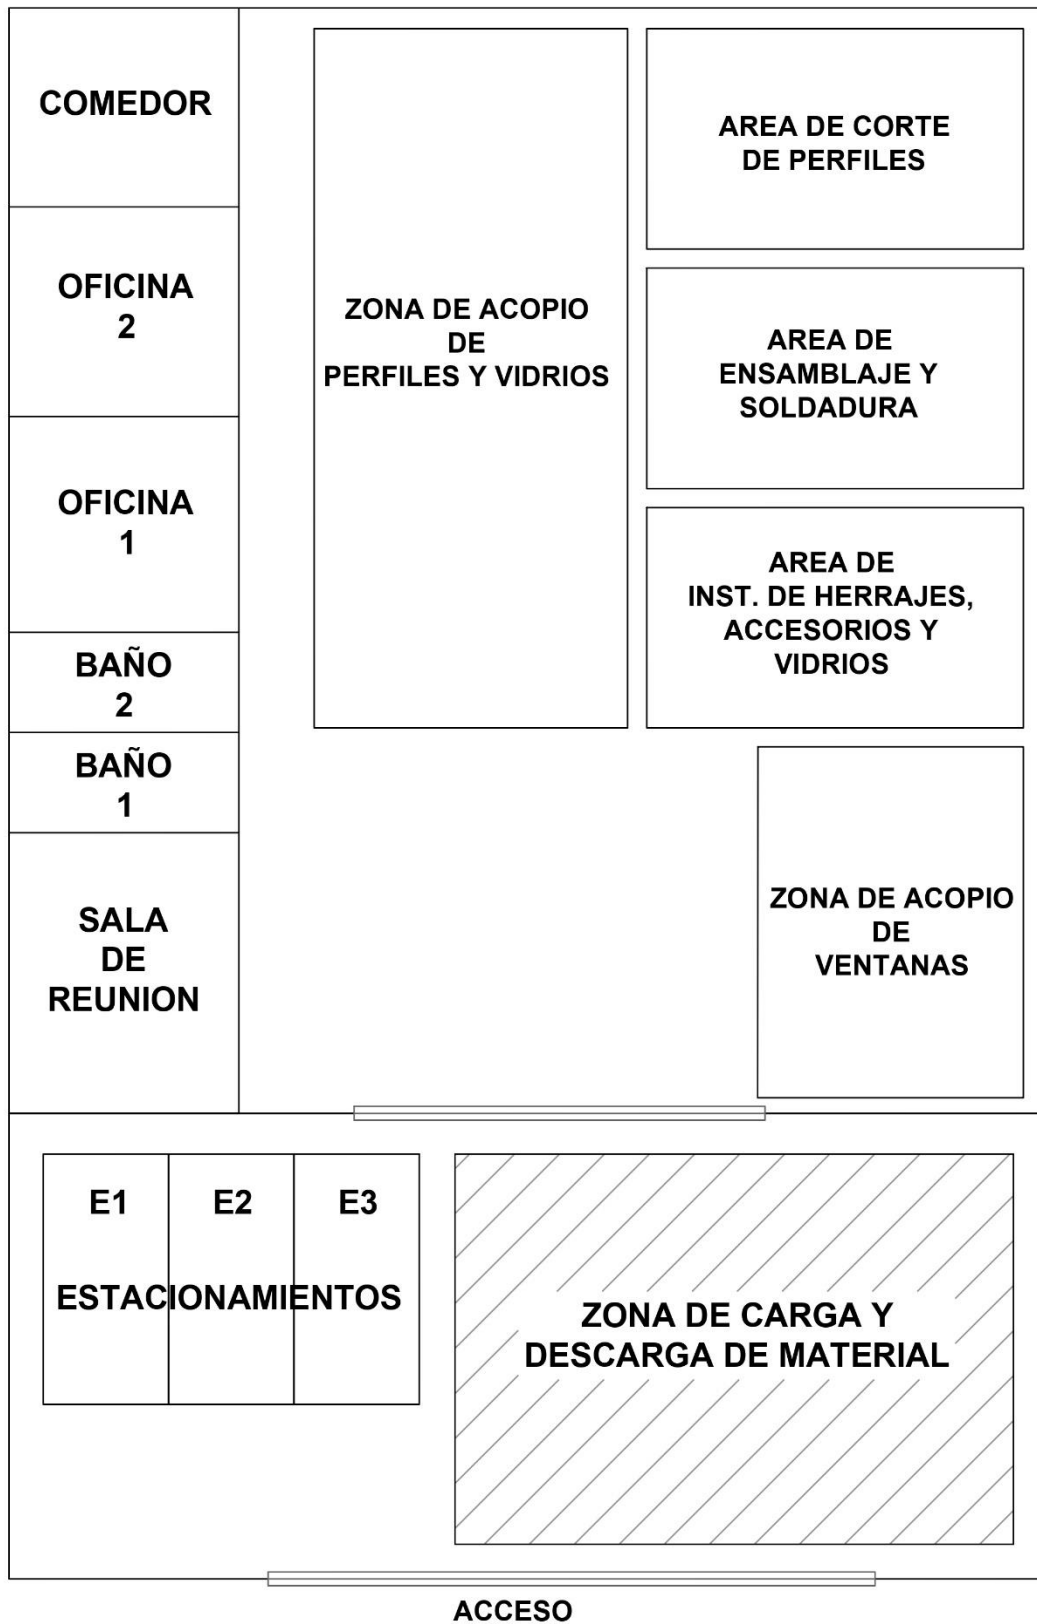 COMEDOR
OFICINA
2
OFICINA
1
BAÑO
2
BAÑO
1
SALA
DE
REUNION
ZONA DE ACOPIO
DE
PERFILES Y VIDRIOS
AREA DE CORTE
DE PERFILES
AREA DE
ENSAMBLAJE Y
SOLDADURA
AREA DE
INST. DE HERRAJES,
ACCESORIOS Y
VIDRIOS
ZONA DE ACOPIO
DE
VENTANAS
E1 E2 E3
ESTACIONAMIENTOS
ZONA DE CARGA Y
DESCARGA DE MATERIAL
ACCESO